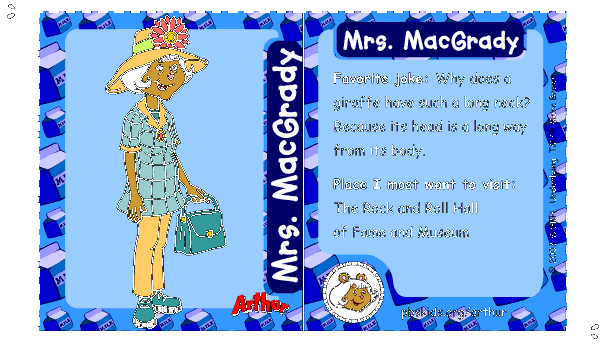 Mrs. MacGrady
Arthur
Mrs. MacGrady
Favorite joke: Why does a
giraffe have such a long neck?
Because its head is a long way
from its body.
Place I most want to visit:
The Rock and Roll Hall
of Fame and Museum
pbskids.org/arthur